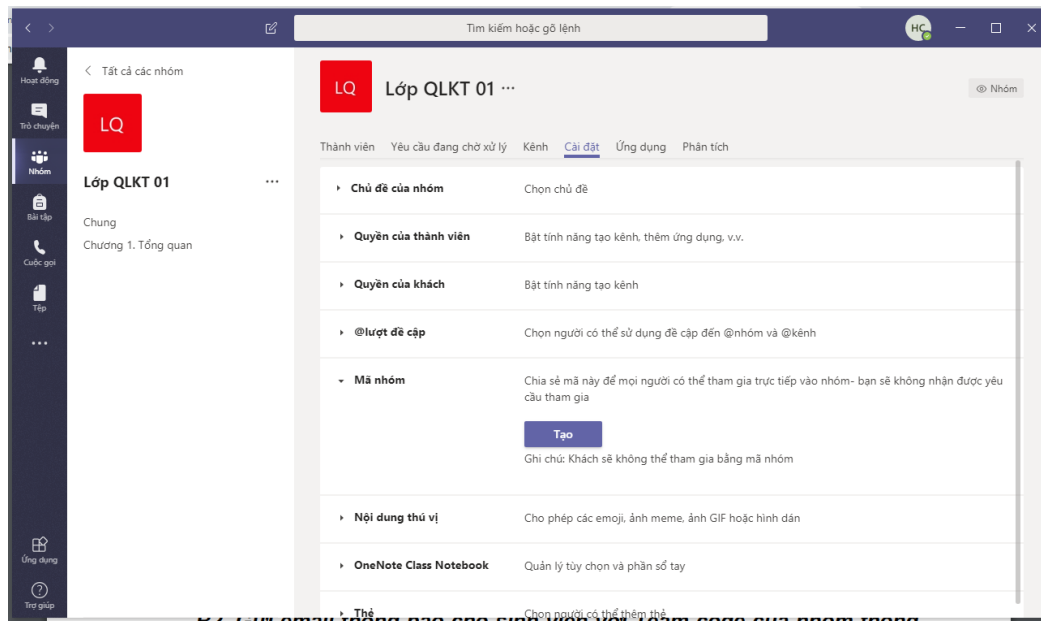 Tìm kiếm hoặc gõ lệnh
HC
Hoạt động
Trò chuyện
Nhóm
Bài tập
Cuộc gọi
Tệp
Ứng dụng
Trợ giúp
Tất cả các nhóm
LQ
Lớp QLKT 01 ...
Chung
Chương 1. Tổng quan
LQ
Lớp QLKT 01 ...
Nhóm
Thành viên Yêu cầu đang chờ xử lý Kênh Cài đặt Ứng dụng Phân tích
Chủ đề của nhóm Chọn chủ đề
Quyền của thành viên Bật tính năng tạo kênh, thêm ứng dụng, v.v.
Quyền của khách Bật tính năng tạo kênh
@lượt đề cập Chọn người có thể sử dụng đề cập đến @nhóm và @kênh
Mã nhóm Chia sẻ mã này để mọi người có thể tham gia trực tiếp vào nhóm- bạn sẽ không nhận được yêu
cầu tham gia
Tạo
Ghi chú: Khách sẽ không thể tham gia bằng mã nhóm
Nội dung thú vị Cho phép các emoji, ảnh meme, ảnh GIF hoặc hình dán
OneNote Class Notebook Quản lý tùy chọn và phần sổ tay
Thẻ Chọn người có thể thêm thẻ